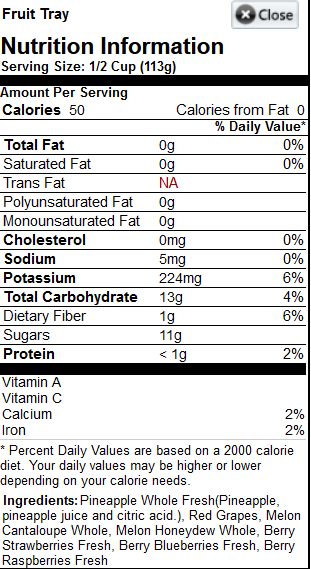 Fruit Tray
Close
Nutrition Information
Serving Size: 1/2 Cup (113g)
Amount Per Serving
Calories 50 Calories from Fat 0
% Daily Value*
Total Fat 0g 0%
Saturated Fat 0g 0%
Trans Fat NA
Polyunsaturated Fat 0g
Monounsaturated Fat 0g
Cholesterol 0mg 0%
Sodium 5mg 0%
Potassium 224mg 6%
Total Carbohydrate 13g 4%
Dietary Fiber 1g 6%
Sugars 11g
Protein < 1g 2%
Vitamin A
Vitamin C
Calcium 2%
Iron 2%
* Percent Daily Values are based on a 2000 calorie
diet. Your daily values may be higher or lower
depending on your calorie needs.
Ingredients: Pineapple Whole Fresh(Pineapple,
pineapple juice and citric acid.), Red Grapes, Melon
Cantaloupe Whole, Melon Honeydew Whole, Berry
Strawberries Fresh, Berry Blueberries Fresh, Berry
Raspberries Fresh